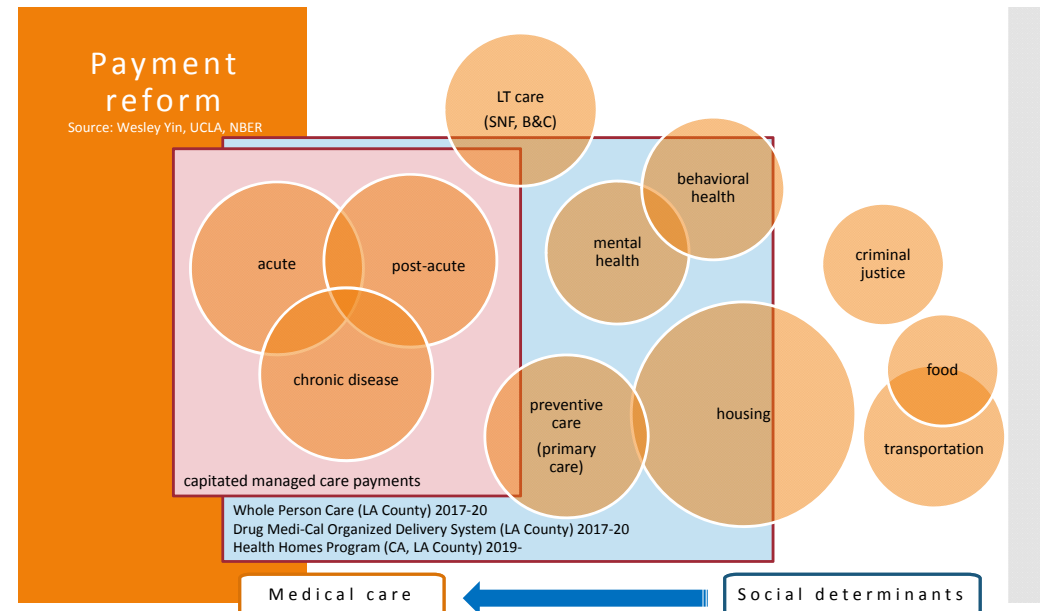 Payment
reform
Source: Wesley Yin, UCLA, NBER
LT care
(SNF, B&C)
behavioral
health
mental
health
criminal
justice
acute
post-acute
chronic disease
food
preventive
care
(primary
care)
housing
transportation
capitated managed care payments
Whole Person Care (LA County) 2017-20
Drug Medi-Cal Organized Delivery System (LA County) 2017-20
Health Homes Program (CA, LA County) 2019-
Medical care
Social determinants